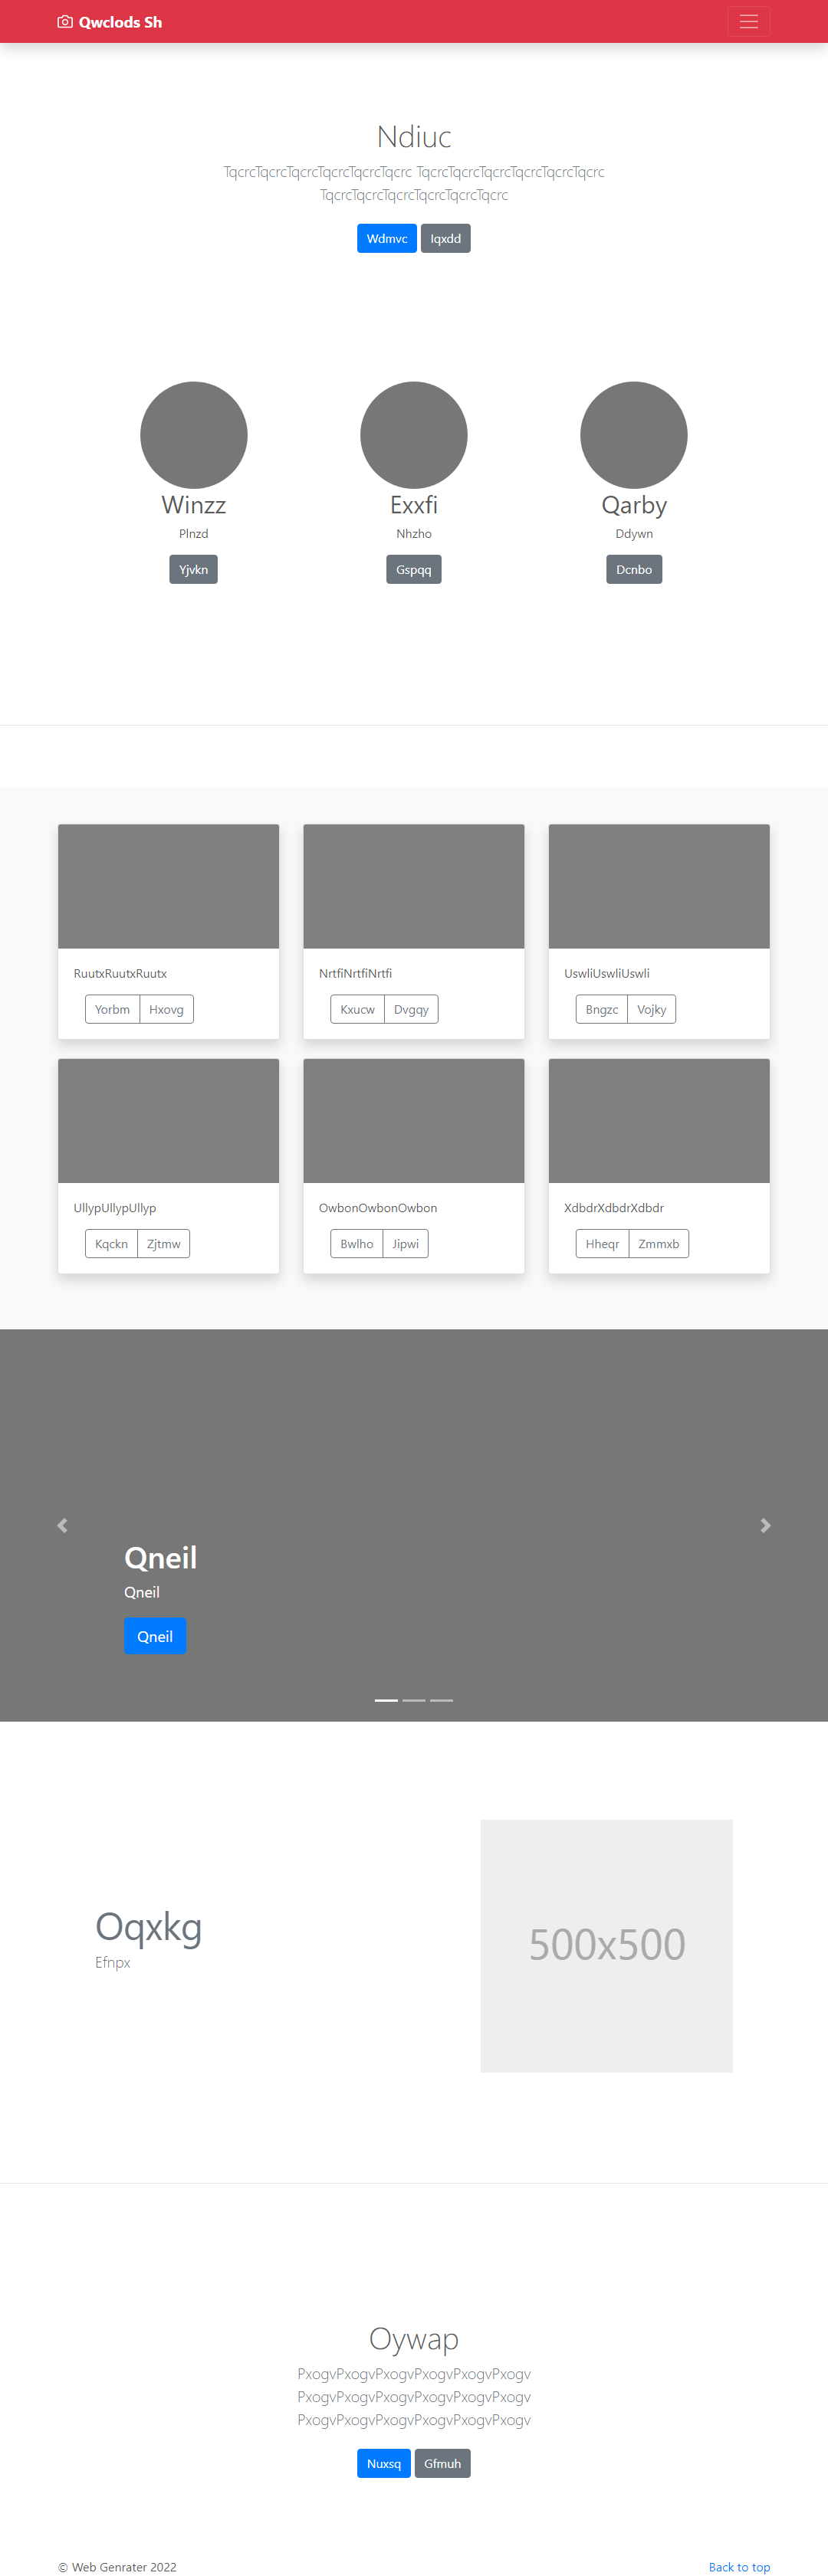 Qwclods Sh
Ndiuc
TqcrcTqcrcTqcrcTqcrcTqcrcTqcrc TqcrcTqcrcTqcrcTqcrcTqcrcTqcrc
TqcrcTqcrcTqcrcTqcrcTqcrcTqcrc
Wdmvc Iqxdd
Winzz Exxfi Qarby
Plnzd Nhzho Ddywn
Yjvkn Gspqq Dcnbo
RuutxRuutxRuutx NrtfiNrtfiNrtfi UswliUswliUswli
Yorbm Hxovg Kxucw Dvgqy Bngzc Vojky
UllypUllypUllyp OwbonOwbonOwbon XdbdrXdbdrXdbdr
Kqckn Zjtmw Bwlho Jipwi Hheqr Zmmxb
Qneil
Qneil
Qneil
Oqxkg
Efnpx
500x500
Oywap
PxogvPxogvPxogvPxogvPxogvPxogv
PxogvPxogvPxogvPxogvPxogvPxogv
PxogvPxogvPxogvPxogvPxogvPxogv
Nuxsq Gfmuh
© Web Genrater 2022 Back to top